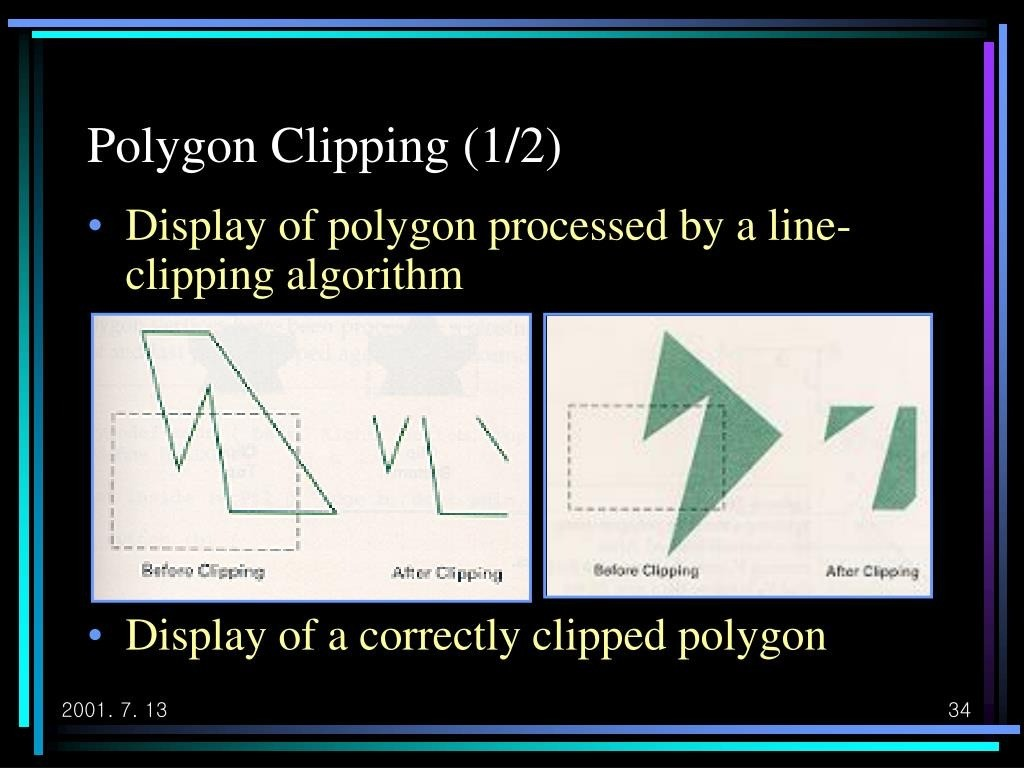 Polygon Clipping (1/2)
• Display of polygon processed by a line-
clipping algorithm
Before Clipping
After Clipping
Before Clipping
After Clipping
• Display of a correctly clipped polygon
2001. 7. 13
34